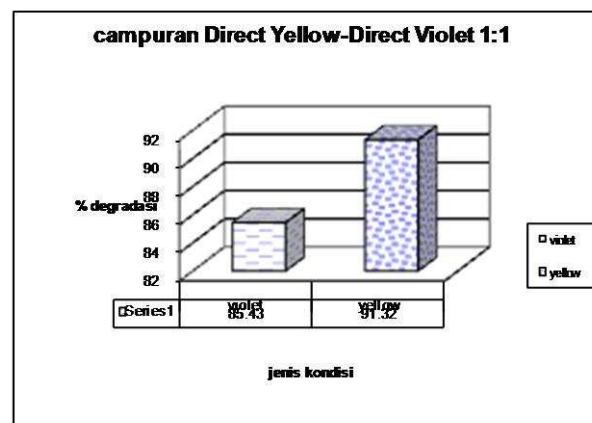 campuran Direct Yellow-Direct Violet 1:1
92
90
88
86
84
82
% degradasi
violet
yellow
violet yellow
Series1 85.43 91.32
jenis kondisi